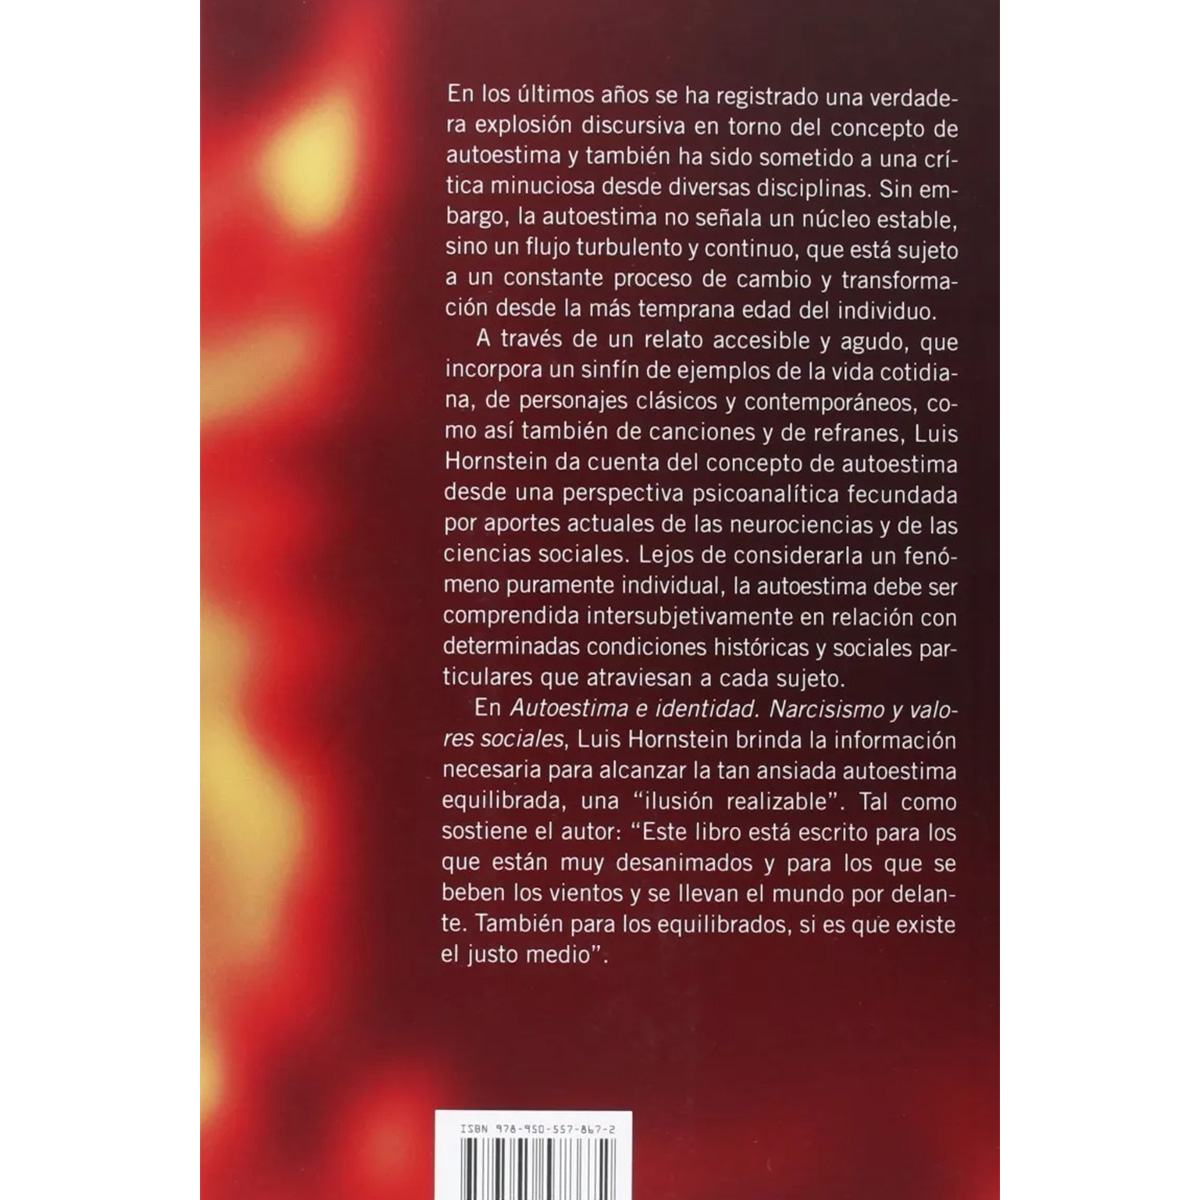 En los últimos años se ha registrado una verdade-
ra explosión discursiva en torno del concepto de
autoestima y también ha sido sometido a una crí-
tica minuciosa desde diversas disciplinas. Sin em-
bargo, la autoestima no señala un núcleo estable,
sino un flujo turbulento y continuo, que está sujeto
a un constante proceso de cambio y transforma-
ción desde la más temprana edad del individuo.
A través de un relato accesible y agudo, que
incorpora un sinfín de ejemplos de la vida cotidia-
na, de personajes clásicos y contemporáneos, co-
mo así también de canciones y de refranes, Luis
Hornstein da cuenta del concepto de autoestima
desde una perspectiva psicoanalítica fecundada
por aportes actuales de las neurociencias y de las
ciencias sociales. Lejos de considerarla un fenó-
meno puramente individual, la autoestima debe ser
comprendida intersubjetivamente en relación con
determinadas condiciones históricas y sociales par-
ticulares que atraviesan a cada sujeto.
En Autoestima e identidad. Narcisismo y valo-
res sociales, Luis Hornstein brinda la información
necesaria para alcanzar la tan ansiada autoestima
equilibrada, una “ilusión realizable”. Tal como
sostiene el autor: “Este libro está escrito para los
que están muy desanimados y para los que se
beben los vientos y se llevan el mundo por delan-
te. También para los equilibrados, si es que existe
el justo medio”.
ISBN 978-950-557-867-2